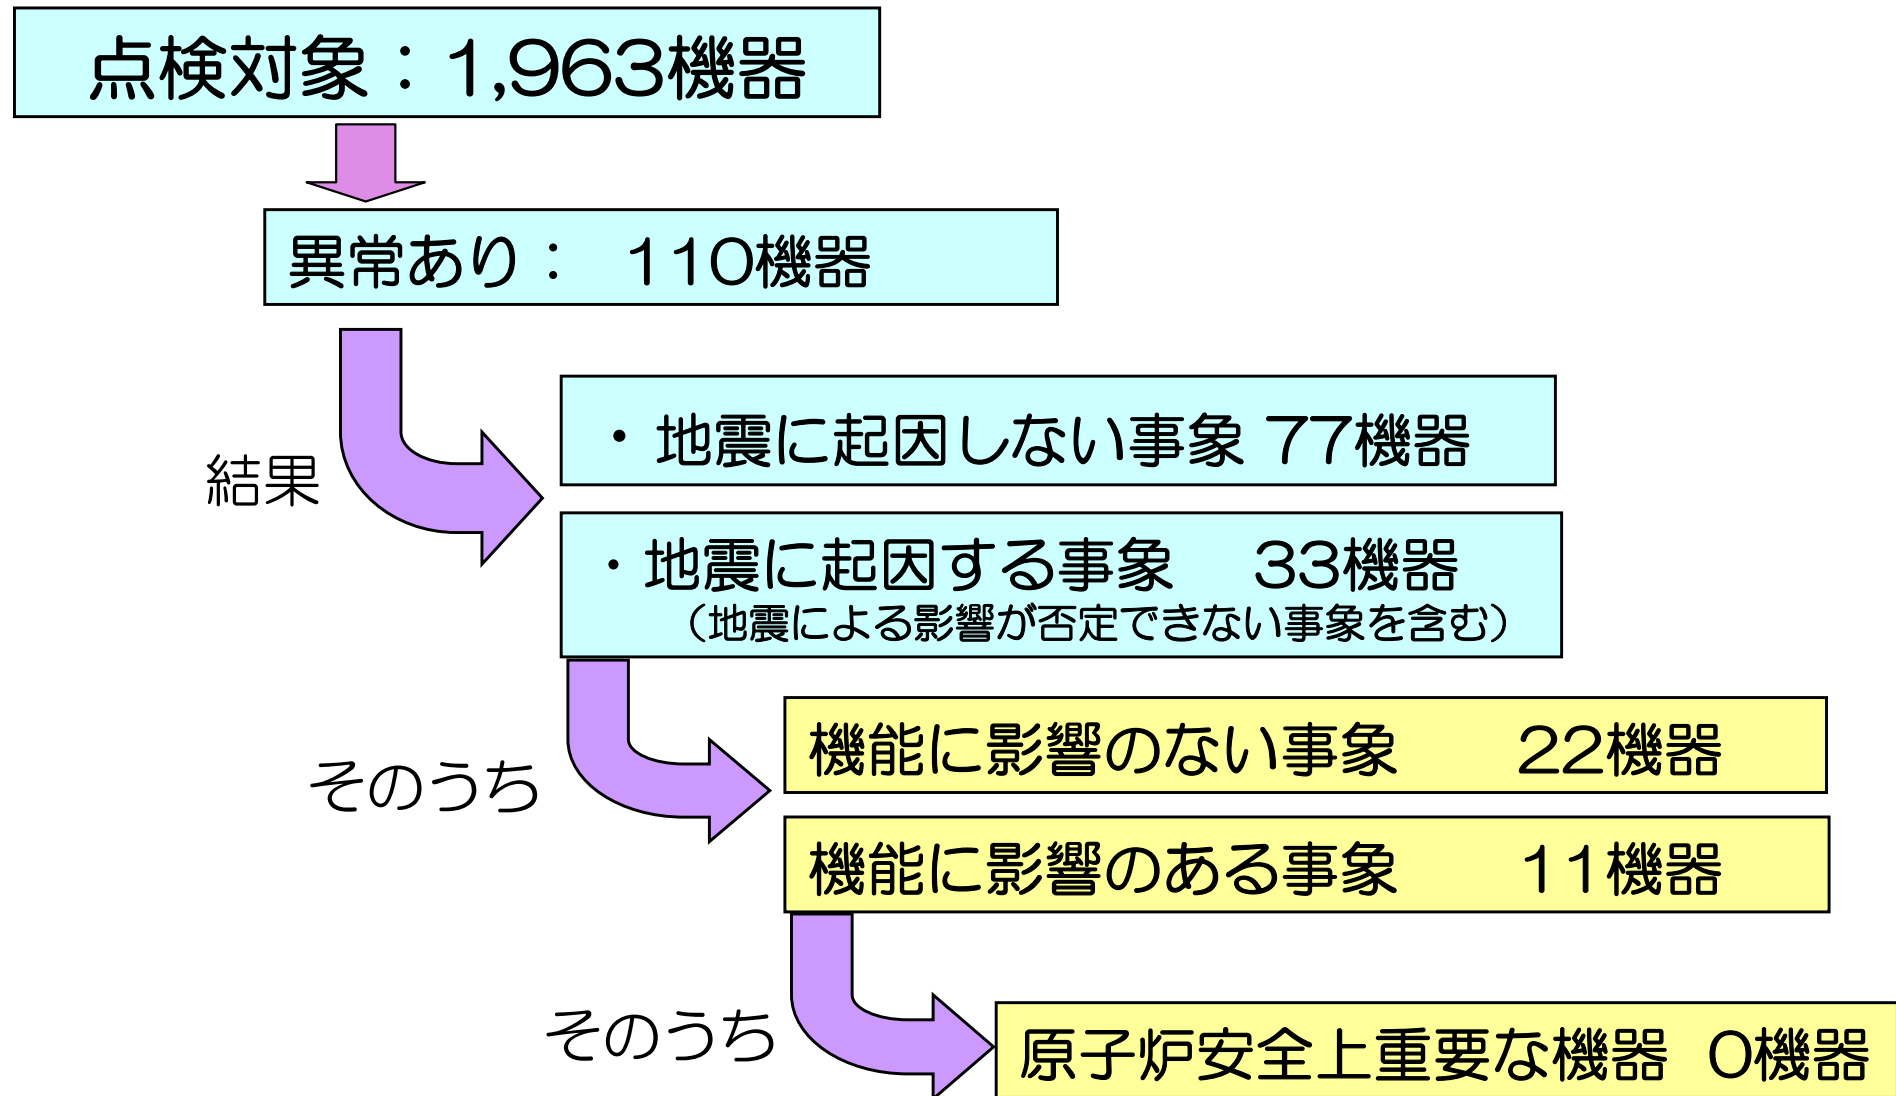 点検対象：1,963機器
異常あり：　110機器
・地震に起因しない事象 77機器
結果
・地震に起因する事象　33機器
（地震による影響が否定できない事象を含む）
機能に影響のない事象　　22機器
そのうち
機能に影響のある事象　　11機器
そのうち
原子炉安全上重要な機器　0機器